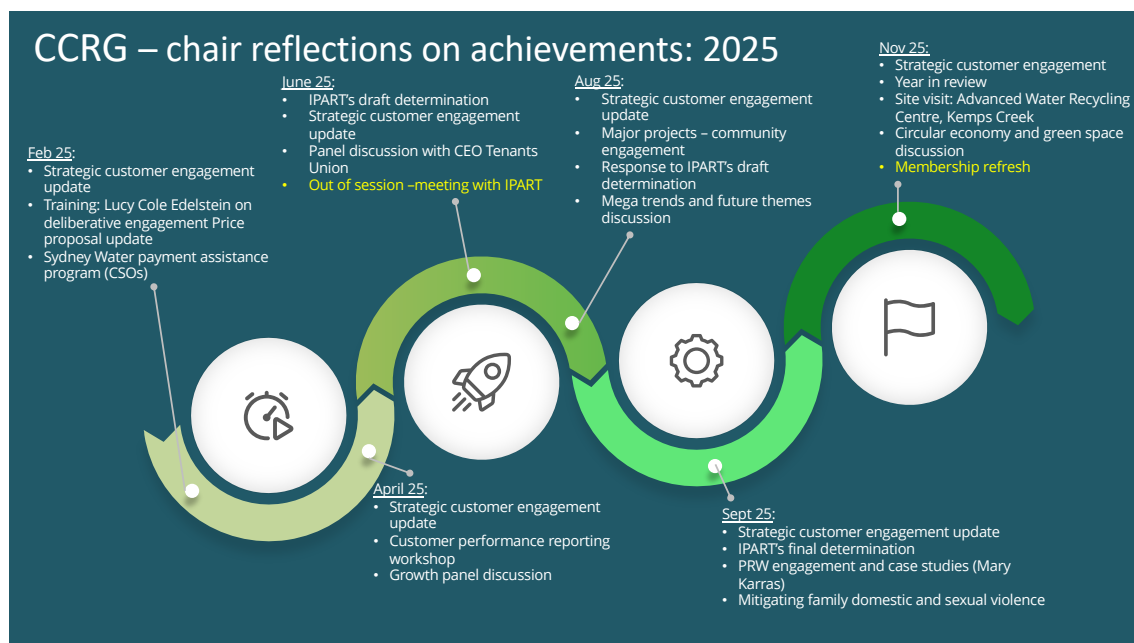 CCRG – chair reflections on achievements: 2025
Feb 25:
• Strategic customer engagement
update
• Training: Lucy Cole Edelstein on
deliberative engagement Price
proposal update
• Sydney Water payment assistance
program (CSOs)
April 25:
• Strategic customer engagement
update
• Customer performance reporting
workshop
• Growth panel discussion
June 25:
• IPART's draft determination
• Strategic customer engagement
update
• Panel discussion with CEO Tenants
Union
• Out of session –meeting with IPART
Aug 25:
• Strategic customer engagement
update
• Major projects – community
engagement
• Response to IPART's draft
determination
• Mega trends and future themes
discussion
Sept 25:
• Strategic customer engagement update
• IPART's final determination
• PRW engagement and case studies (Mary
Karras)
• Mitigating family domestic and sexual violence
Nov 25:
• Strategic customer engagement
• Year in review
• Site visit: Advanced Water Recycling
Centre, Kemps Creek
• Circular economy and green space
discussion
• Membership refresh